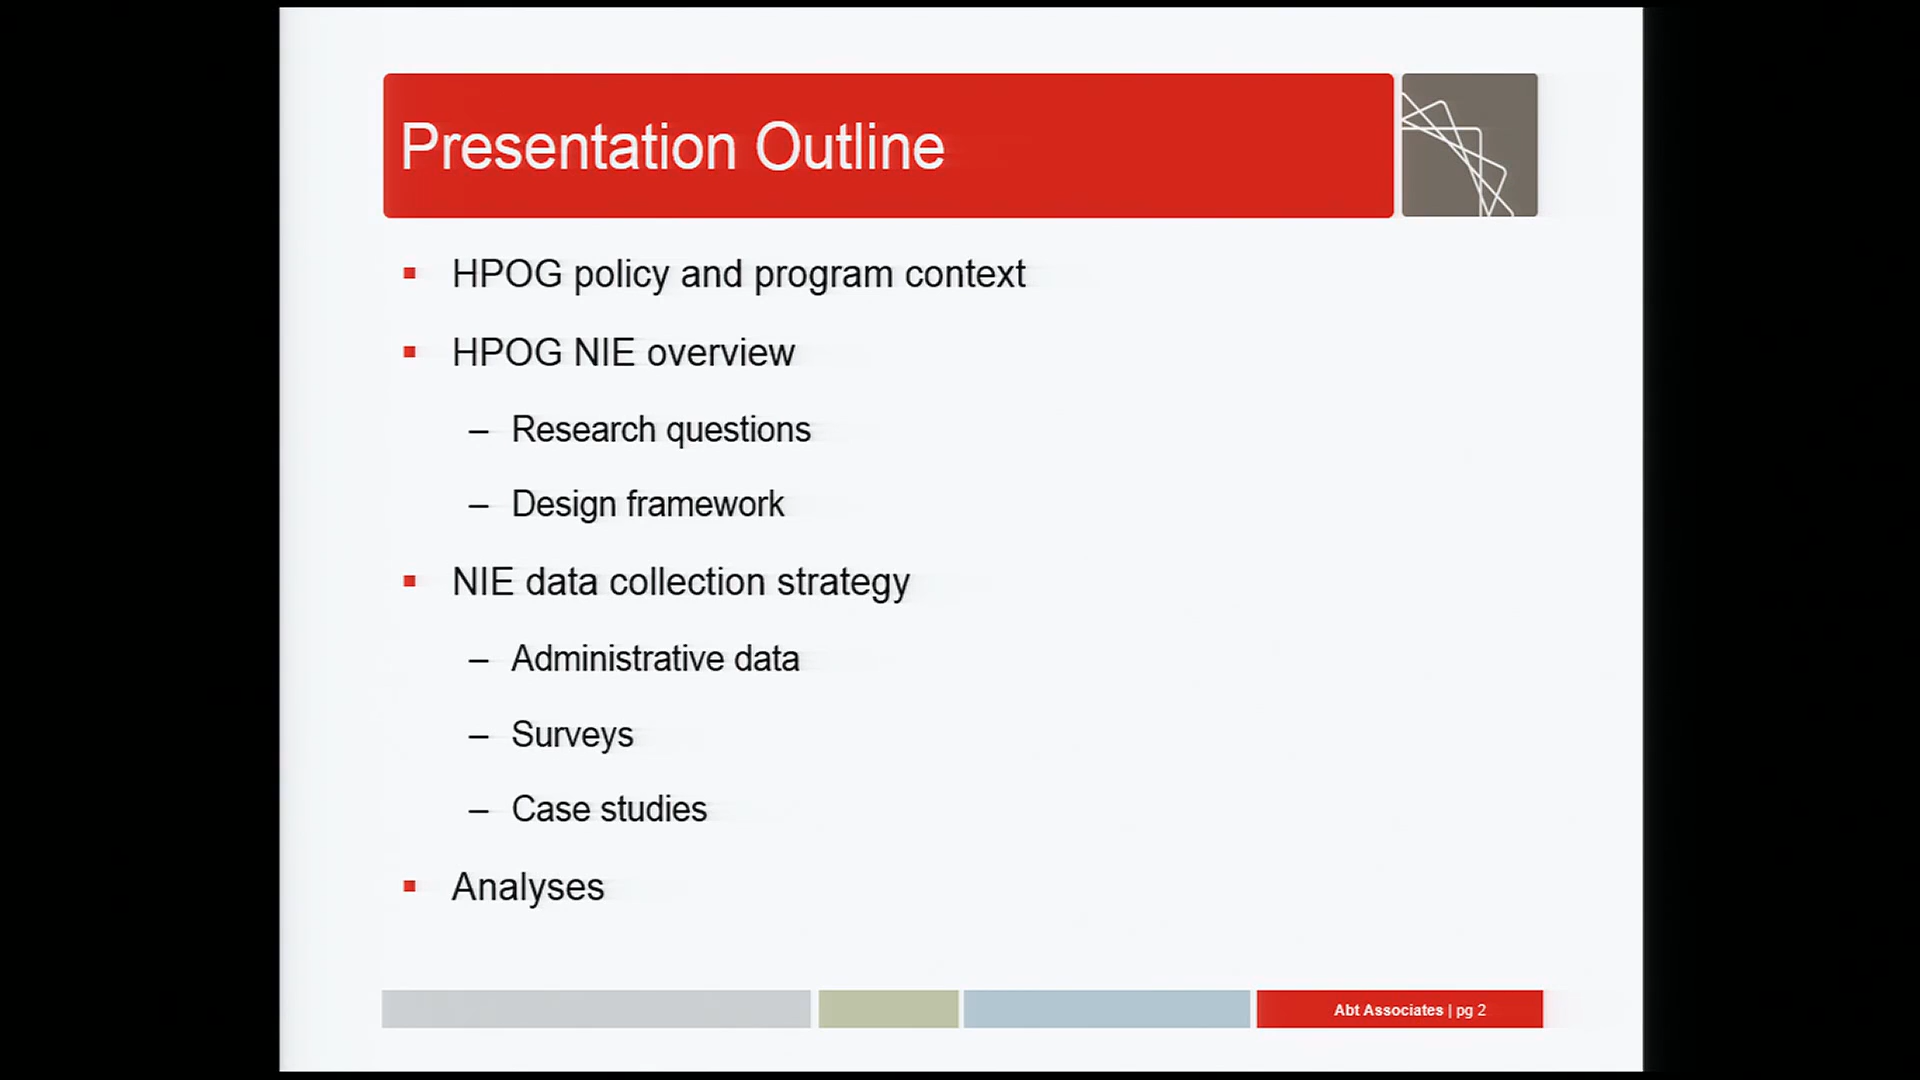 Presentation Outline
▪ HPOG policy and program context
▪ HPOG NIE overview
– Research questions
– Design framework
▪ NIE data collection strategy
– Administrative data
– Surveys
– Case studies
▪ Analyses
Abt Associates | pg 2